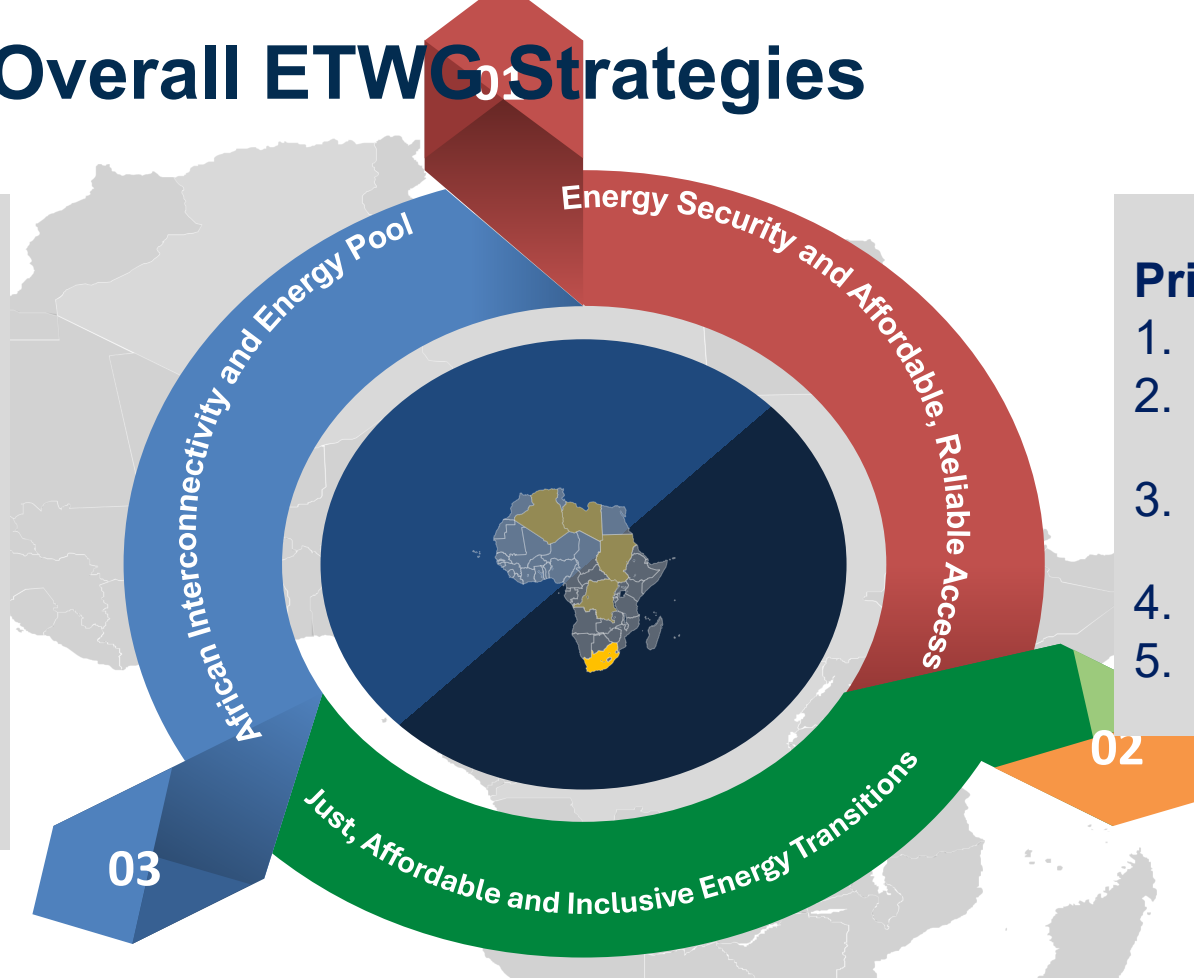 Overall ETWG Strategies
01
Energy Security and Affordable, Reliable Access
African Interconnectivity and Energy Pool
Just, Affordable and Inclusive Energy Transitions
02
03
1.
2.
3.
4.
5.